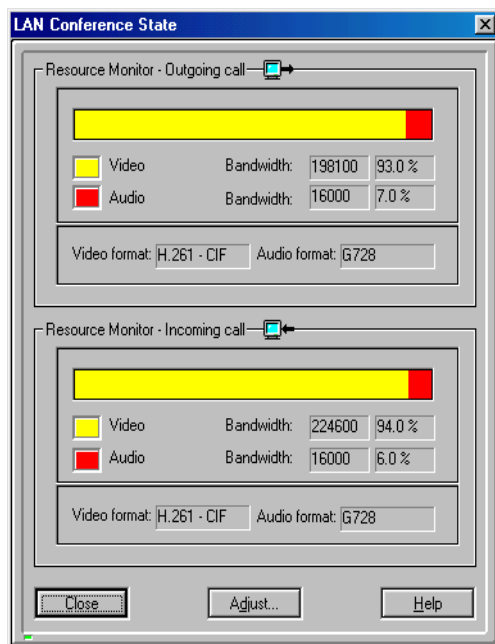 LAN Conference State
Resource Monitor - Outgoing call
Video Bandwidth: 198100 93.0 %
Audio Bandwidth: 16000 7.0 %
Video format: H.261 - CIF Audio format: G728
Resource Monitor - Incoming call
Video Bandwidth: 224600 94.0 %
Audio Bandwidth: 16000 6.0 %
Video format: H.261 - CIF Audio format: G728
Close Adjust... Help